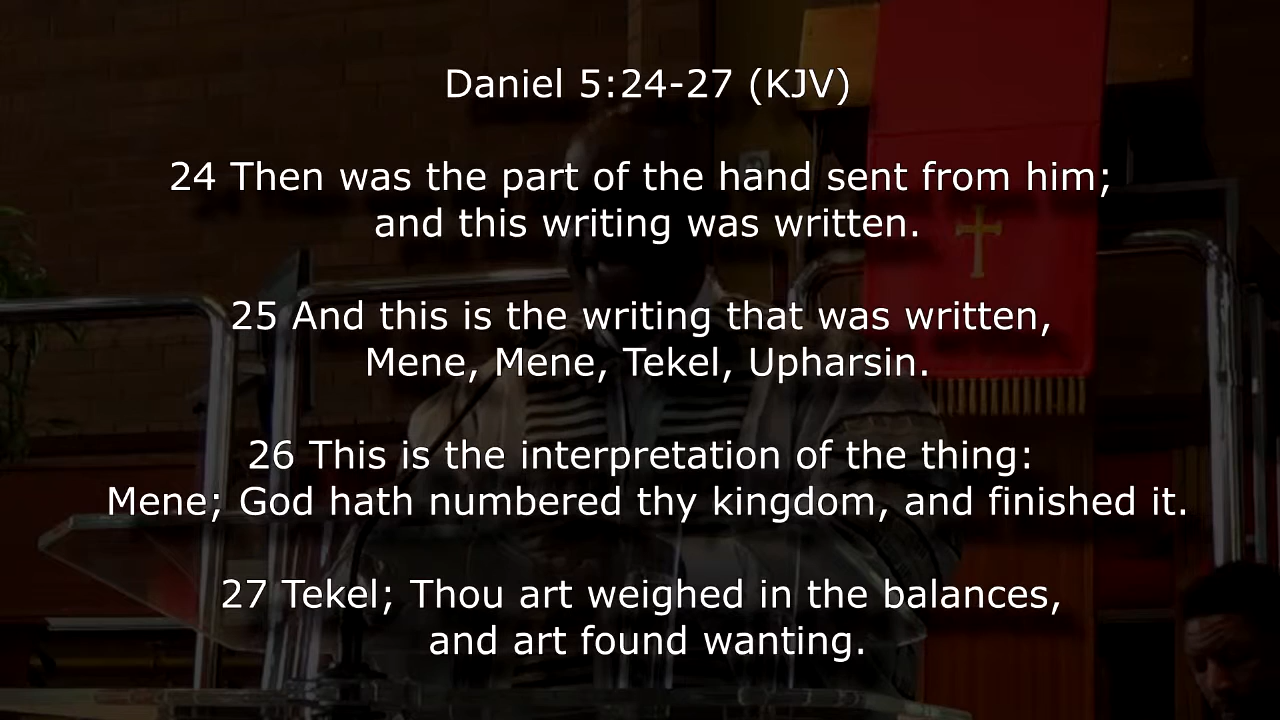 Daniel 5:24-27 (KJV)
24 Then was the part of the hand sent from him;
and this writing was written.
25 And this is the writing that was written,
Mene, Mene, Tekel, Upharsin.
26 This is the interpretation of the thing:
Mene; God hath numbered thy kingdom, and finished it.
27 Tekel; Thou art weighed in the balances,
and art found wanting.